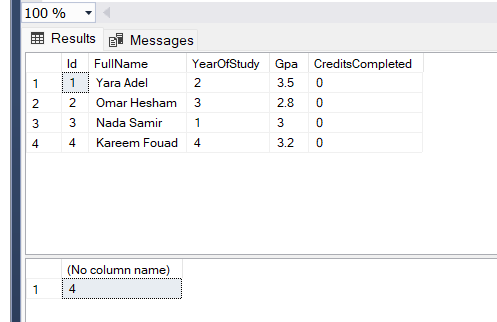 100 %
Results Messages
Id FullName YearOfStudy Gpa CreditsCompleted
1 1 Yara Adel 2 3.5 0
2 2 Omar Hesham 3 2.8 0
3 3 Nada Samir 1 3 0
4 4 Kareem Fouad 4 3.2 0
(No column name)
1 4